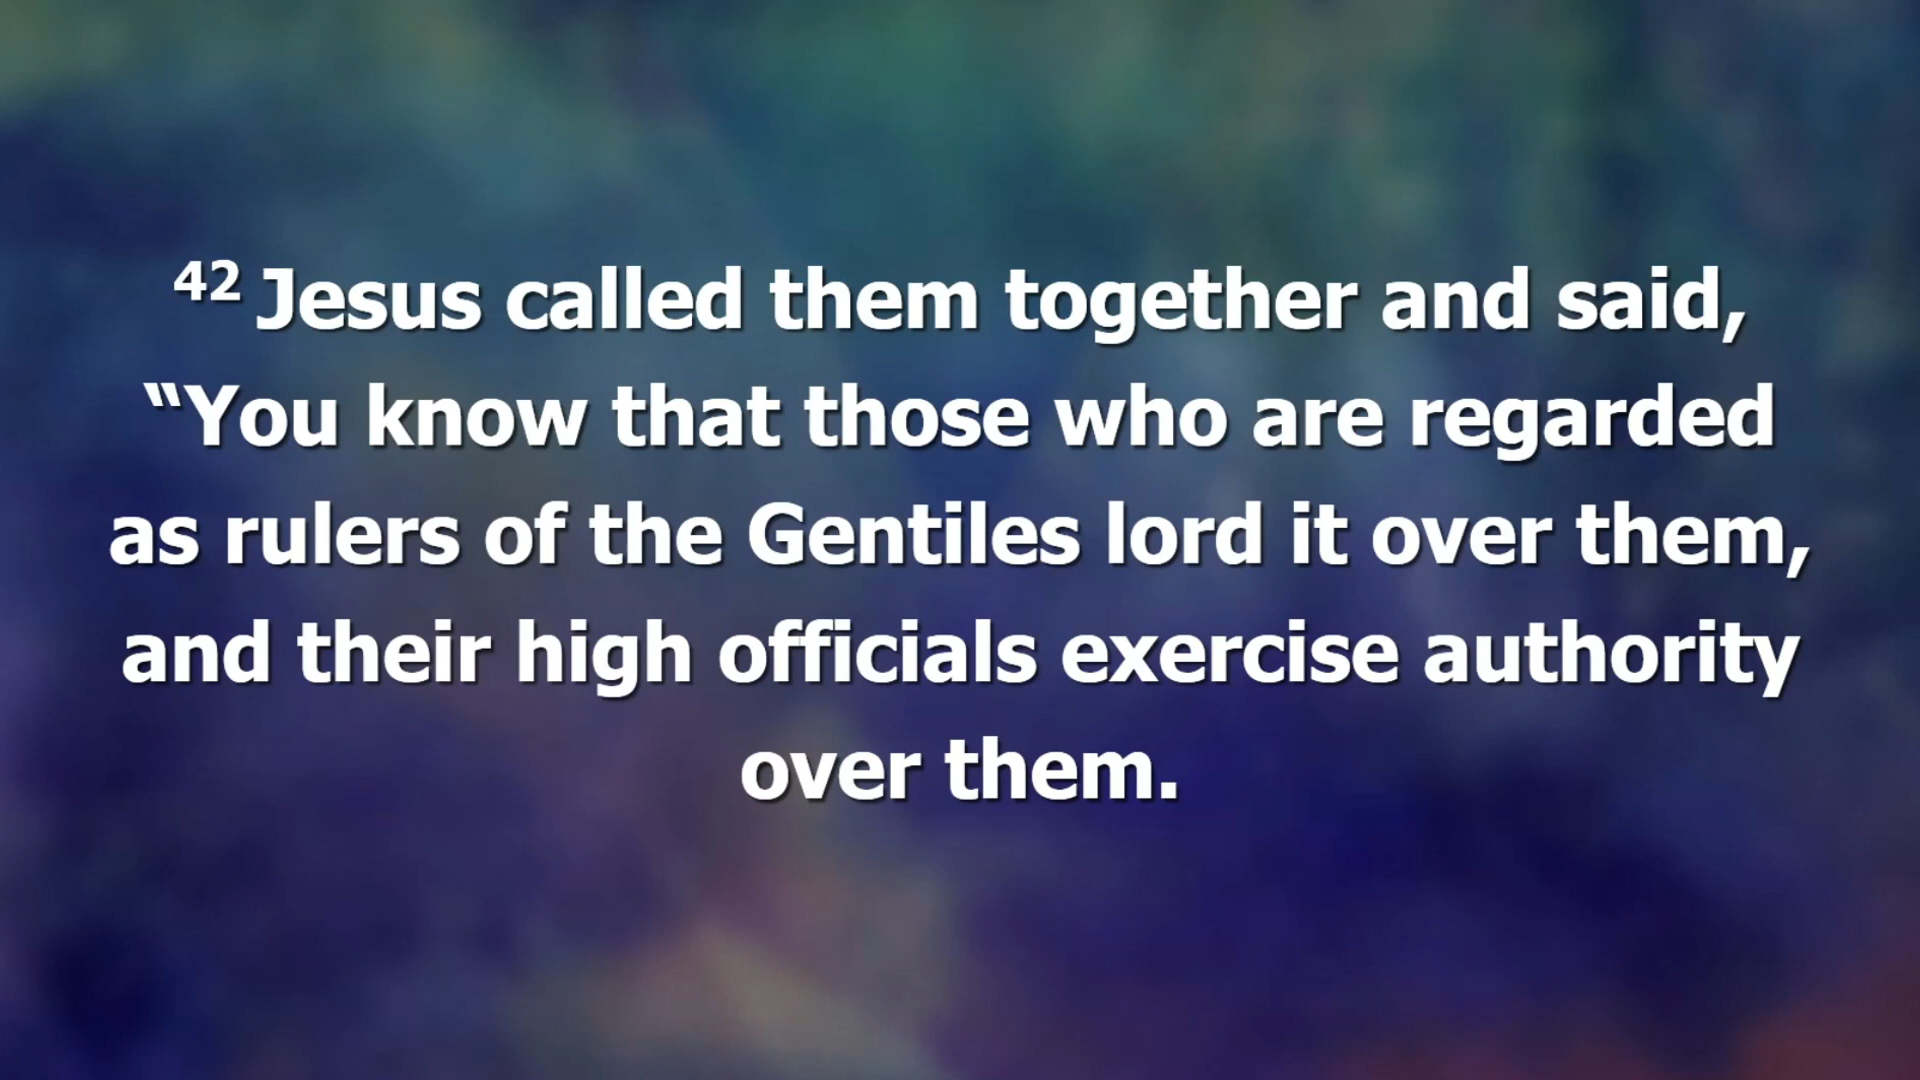 42 Jesus called them together and said,
“You know that those who are regarded
as rulers of the Gentiles lord it over them,
and their high officials exercise authority
over them.